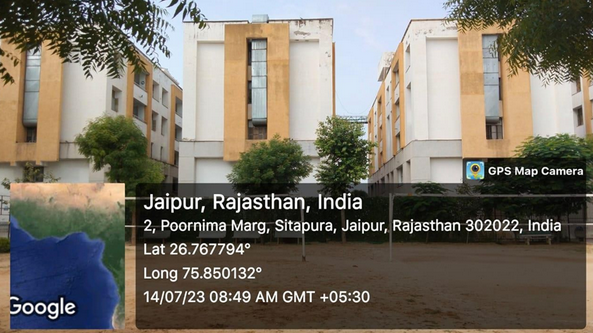 GPS Map Camera
Jaipur, Rajasthan, India
2, Poornima Marg, Sitapura, Jaipur, Rajasthan 302022, India
Lat 26.767794°
Long 75.850132°
14/07/23 08:49 AM GMT +05:30
Google